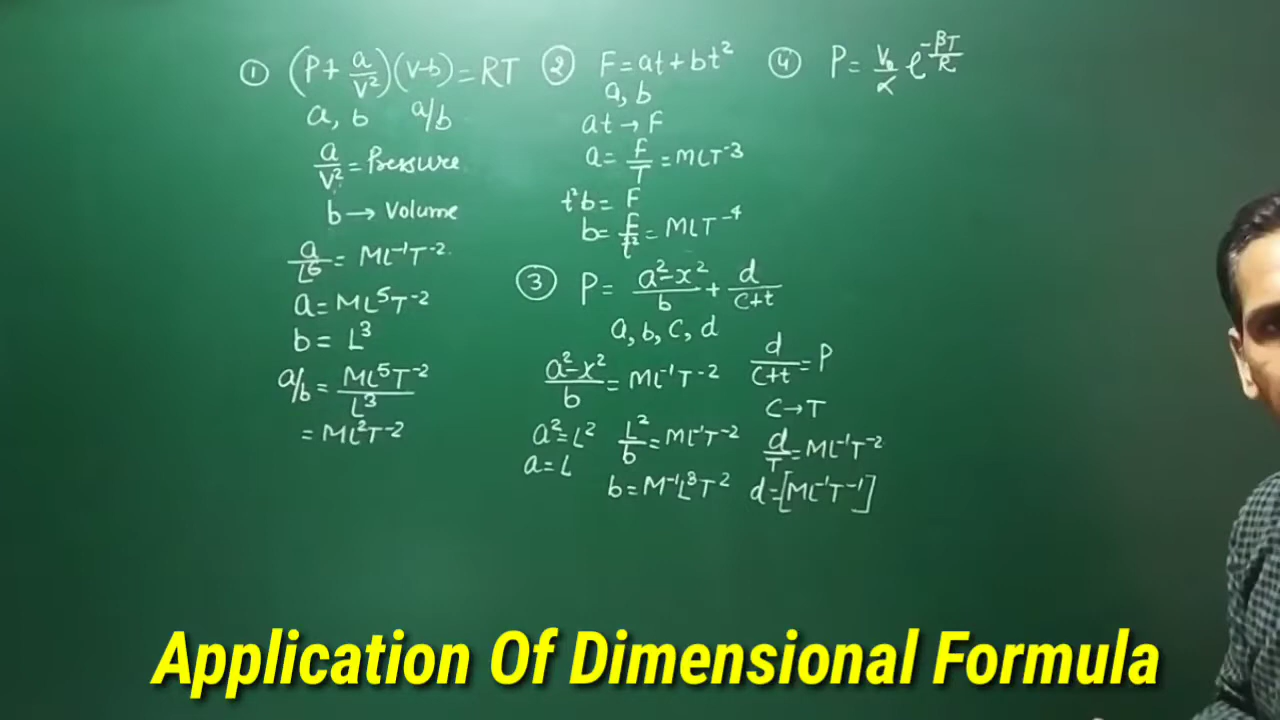 ① (P + a/V²)(V-b) = RT
a, b a/b
a/V² = Pressure
b → Volume
a/L⁶ = ML⁻¹T⁻²
a = ML⁵T⁻²
b = L³
a/b = ML⁵T⁻²/L³
= ML²T⁻²
② F = at + bt²
a, b
at → F
a = F/T = MLT⁻³
t²b = F
b = F/t² = MLT⁻⁴
③ P = a²-x²/b + d/c+t
a, b, c, d
a²-x²/b = ML⁻¹T⁻²
a² = L²
a = L
L²/b = ML⁻¹T⁻²
b = M⁻¹L³T²
d/c+t = P
C → T
d/T = ML⁻¹T⁻²
d = [ML⁻¹T⁻¹]
④ P = V₀/α e^-βT/R
Application Of Dimensional Formula